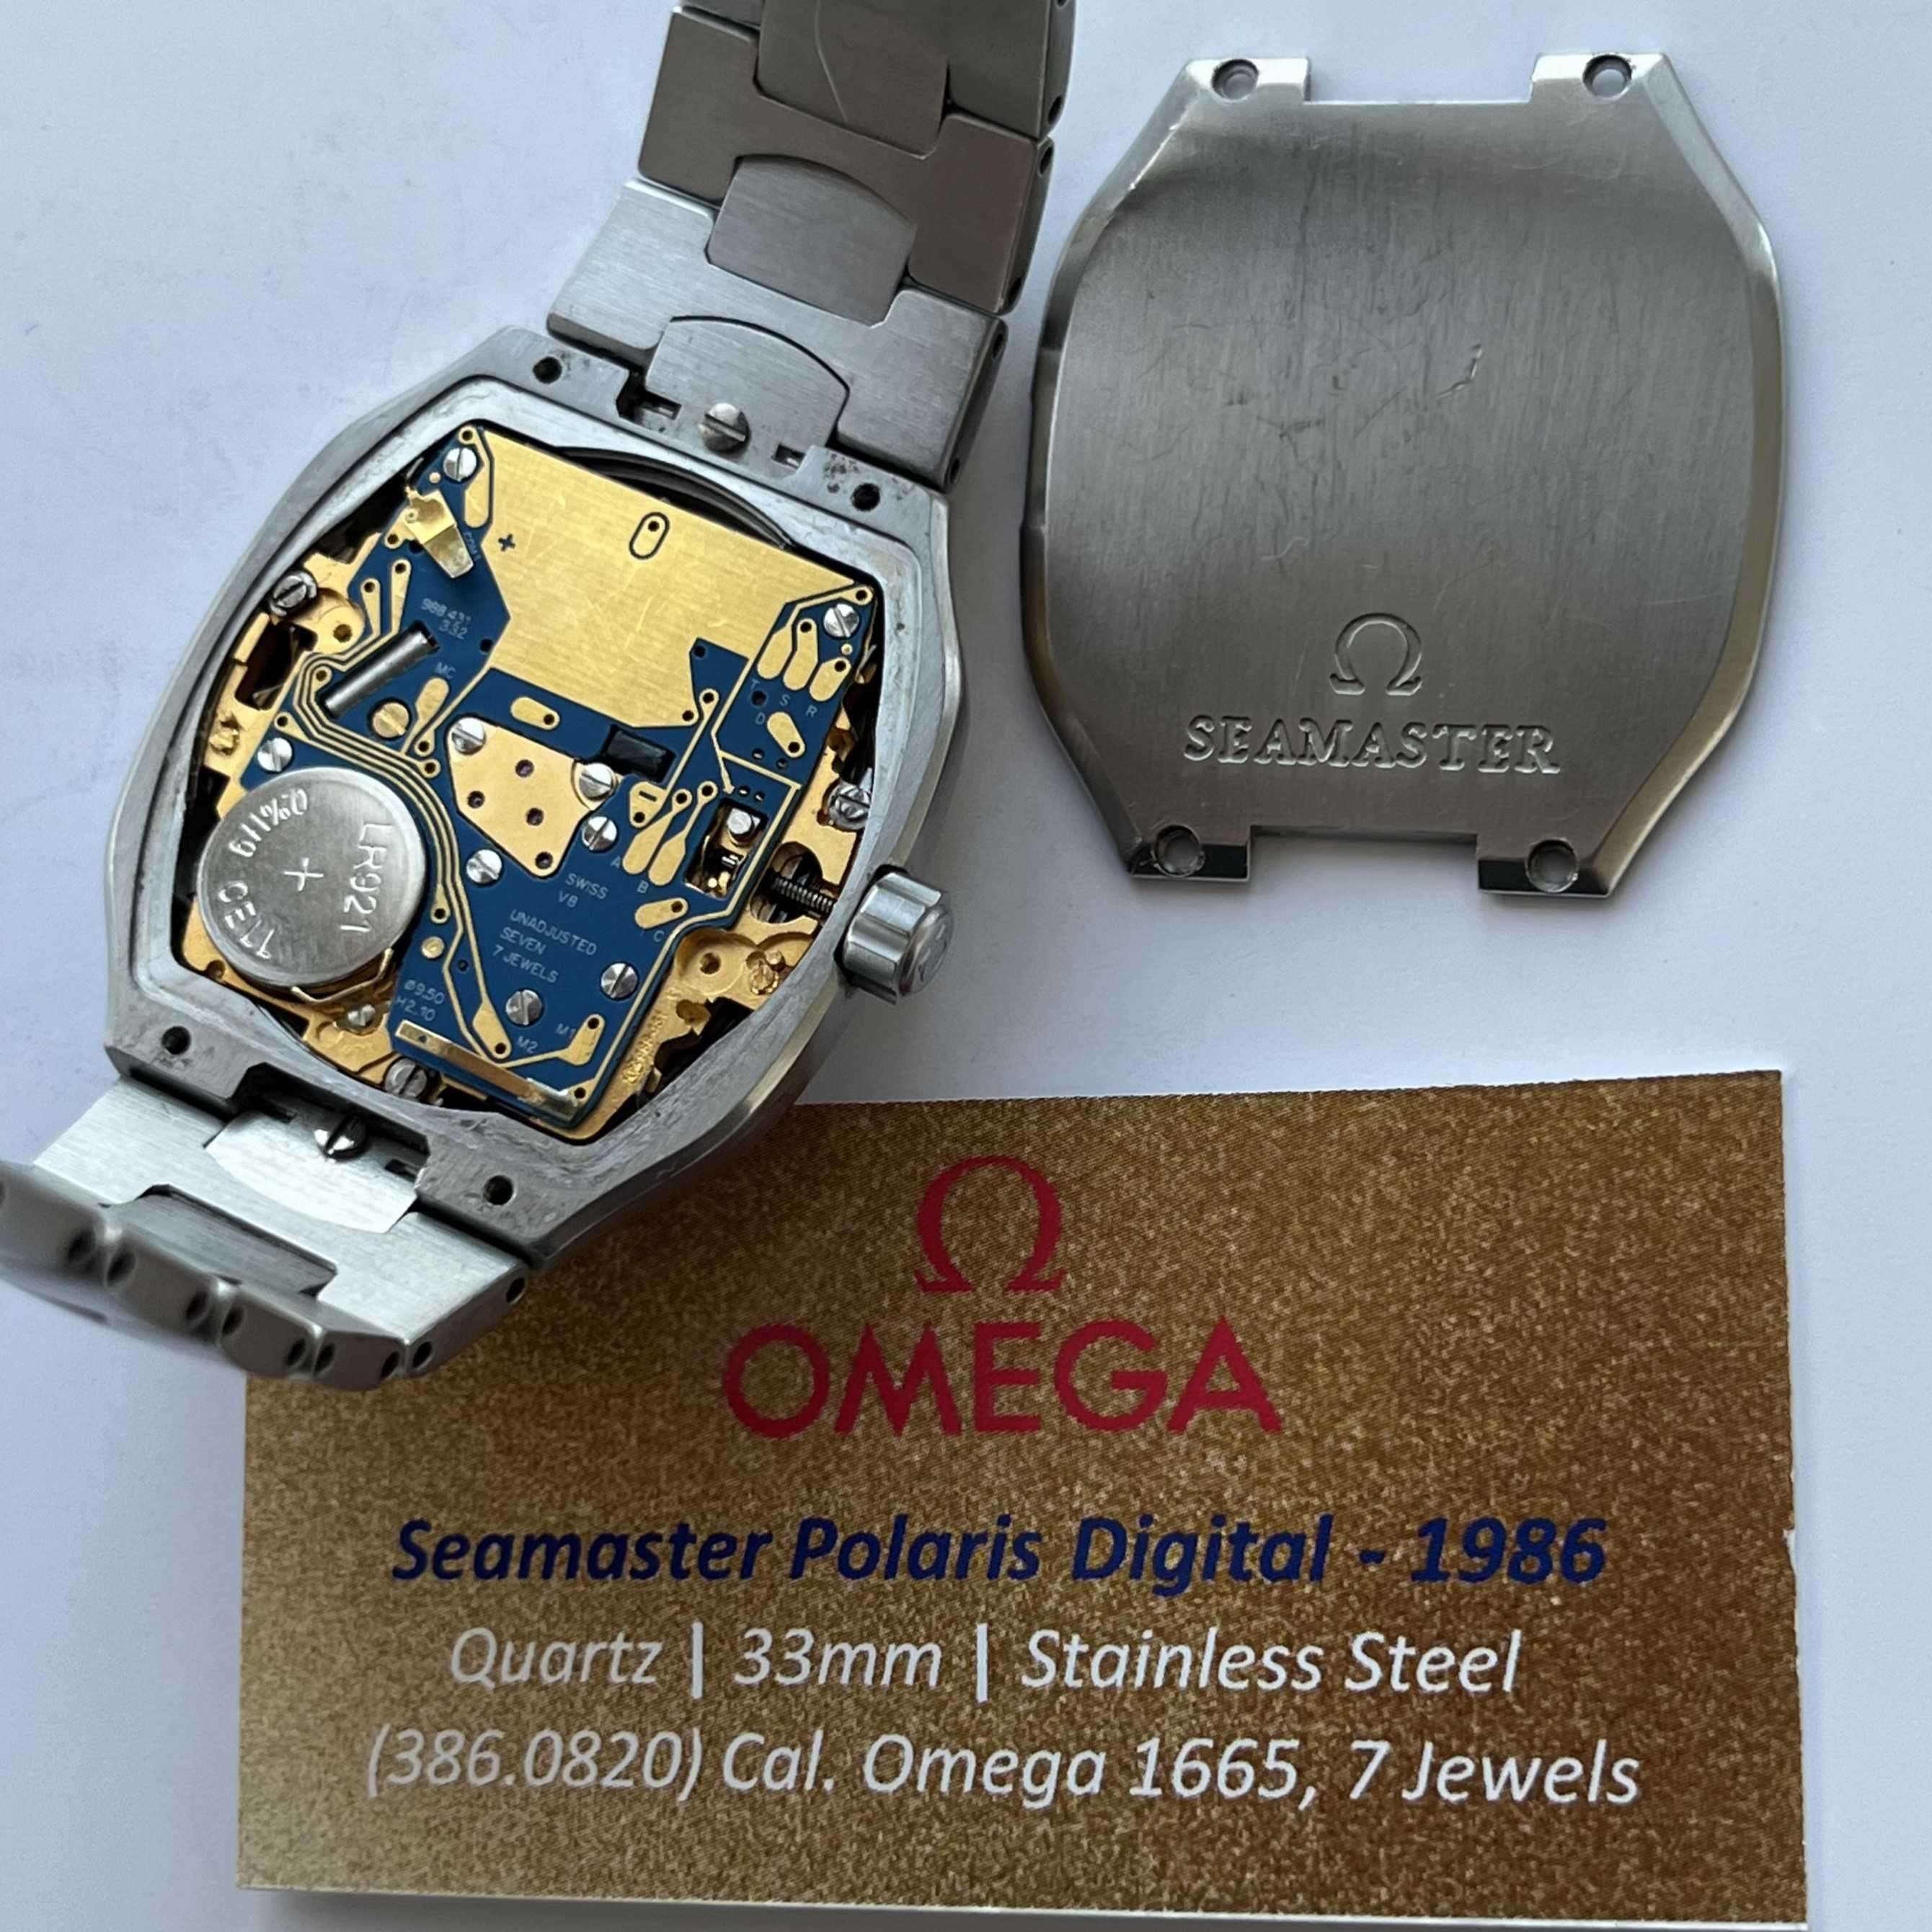 +
988.431
352
MC
T
S
R
D
A
B
C
SWISS
V8
UNADJUSTED
SEVEN
7 JEWELS
Ø9,50
H2,10
M1
M2
LR921
+
CELL
0%Hg
Ω
SEAMASTER
Ω
OMEGA
Seamaster Polaris Digital - 1986
Quartz | 33mm | Stainless Steel
(386.0820) Cal. Omega 1665, 7 Jewels